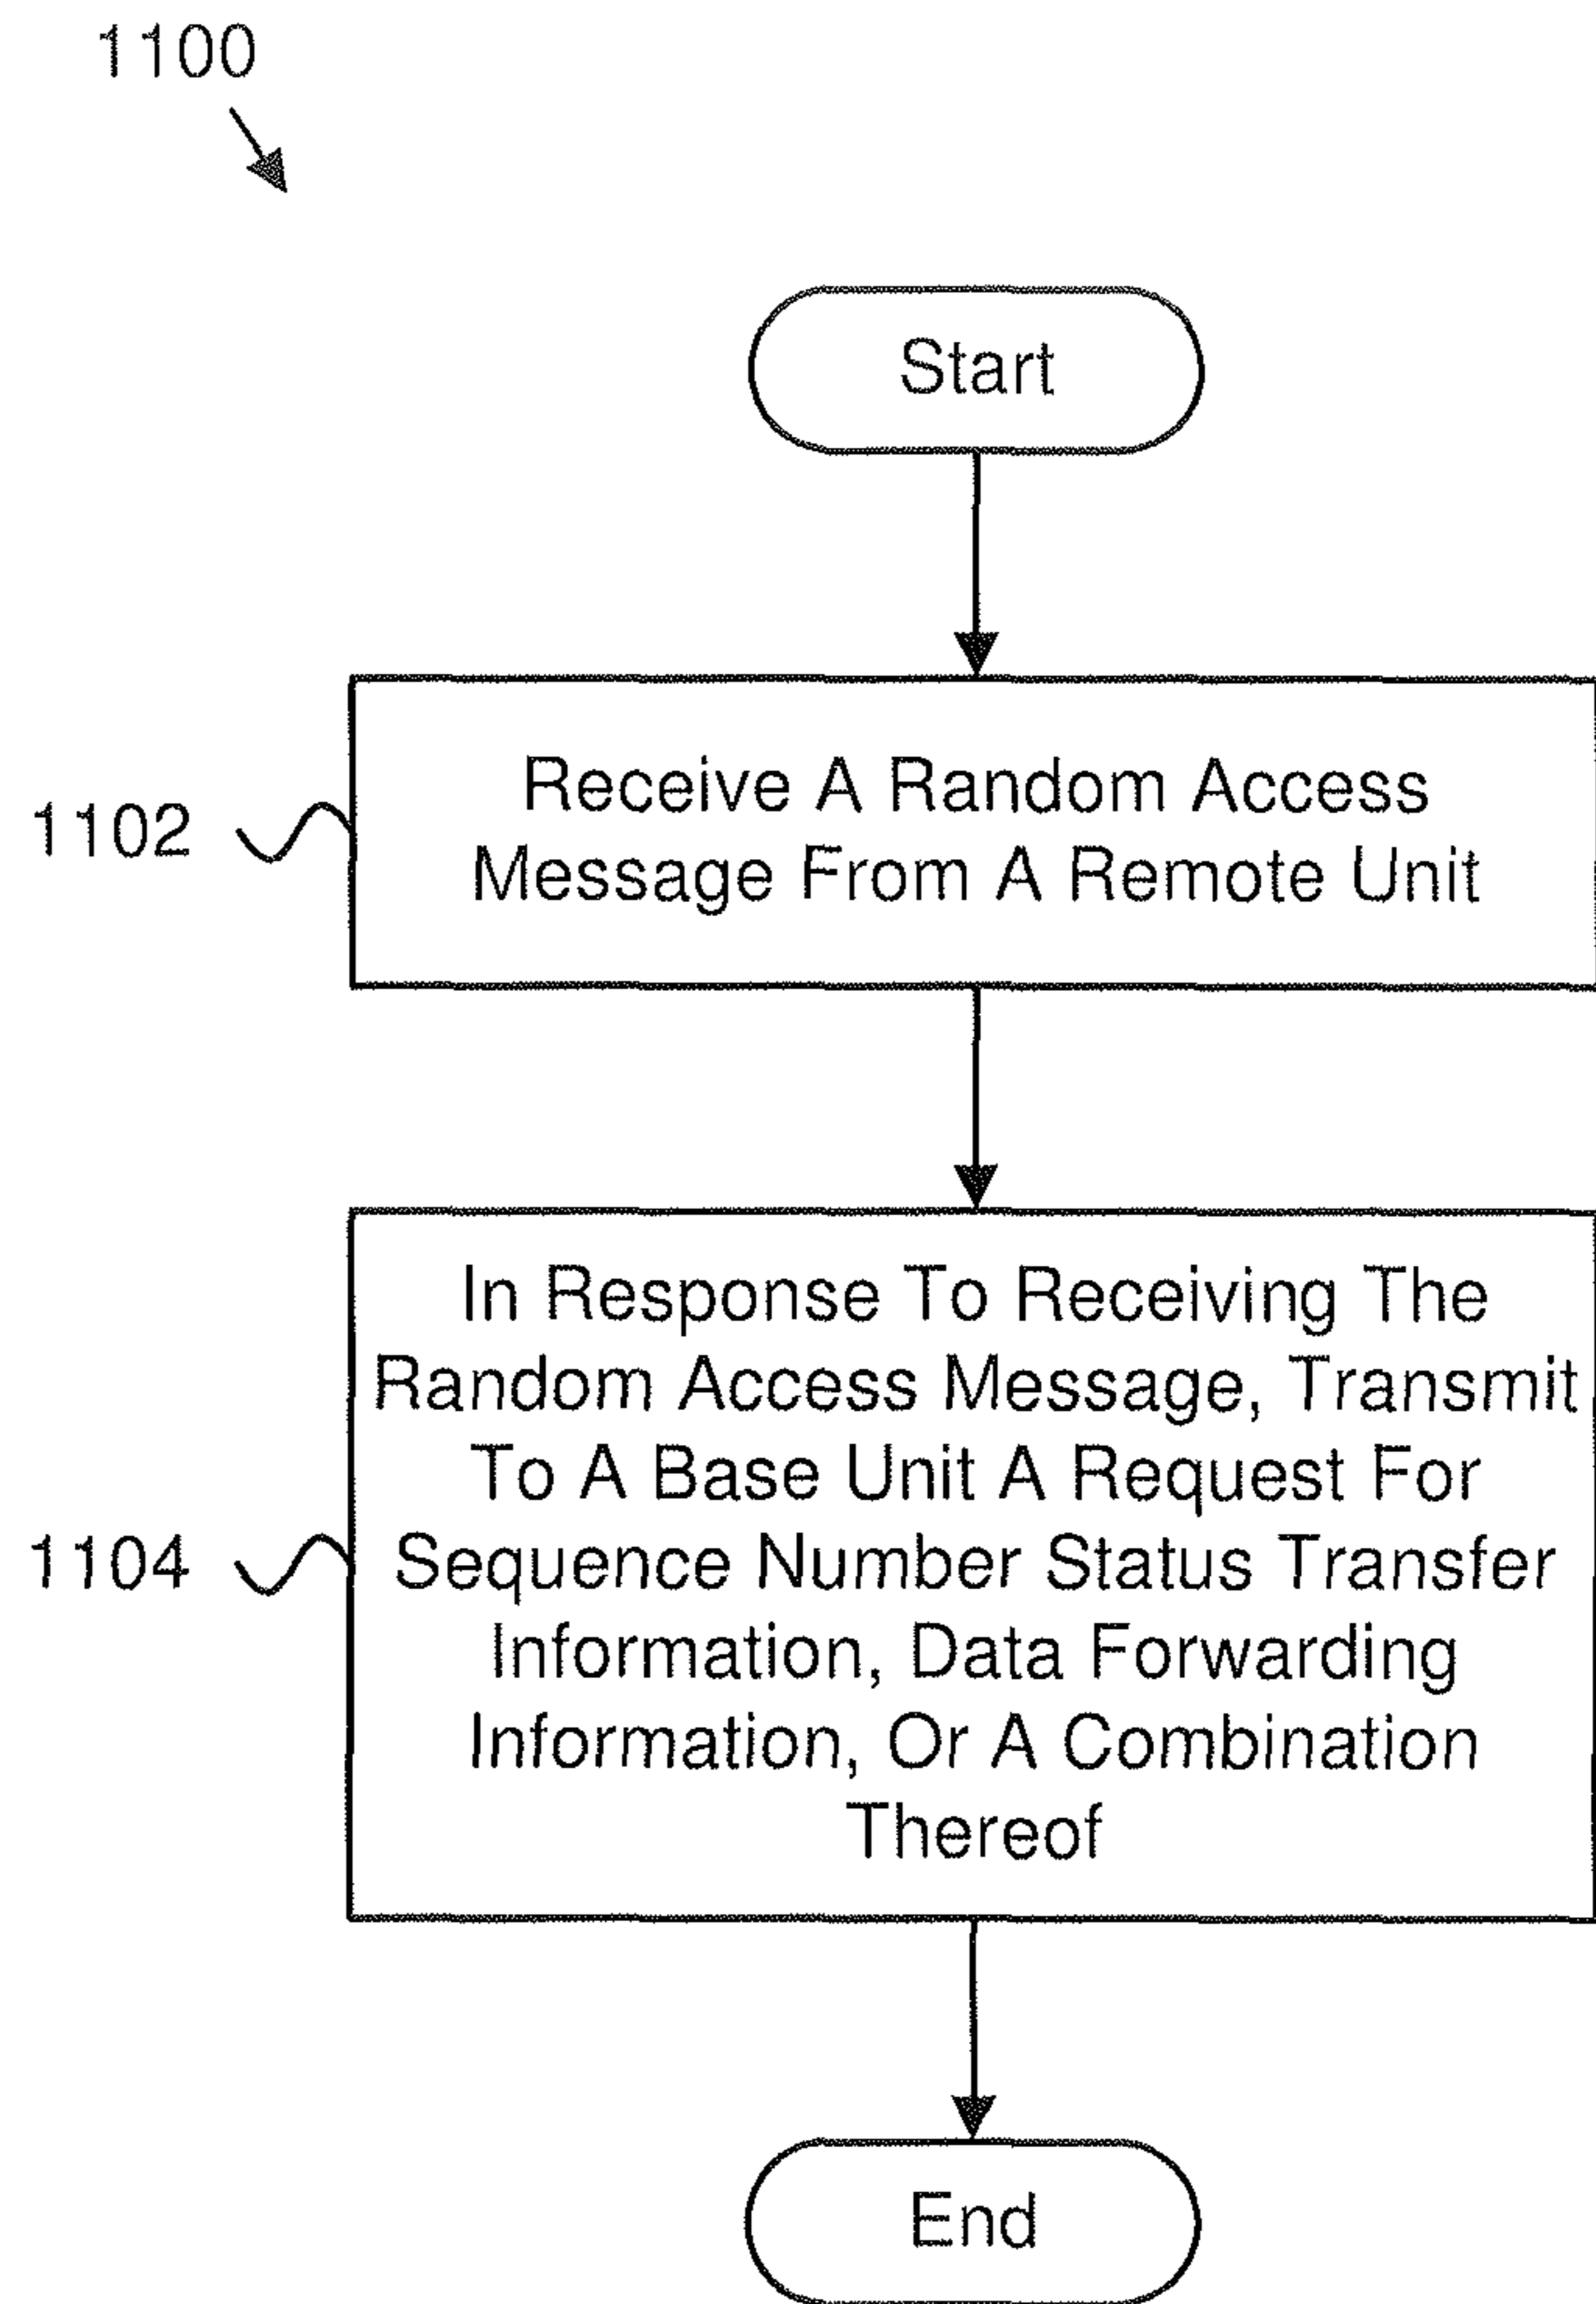 1100
Start
1102
Receive A Random Access
Message From A Remote Unit
1104
In Response To Receiving The
Random Access Message, Transmit
To A Base Unit A Request For
Sequence Number Status Transfer
Information, Data Forwarding
Information, Or A Combination
Thereof
End